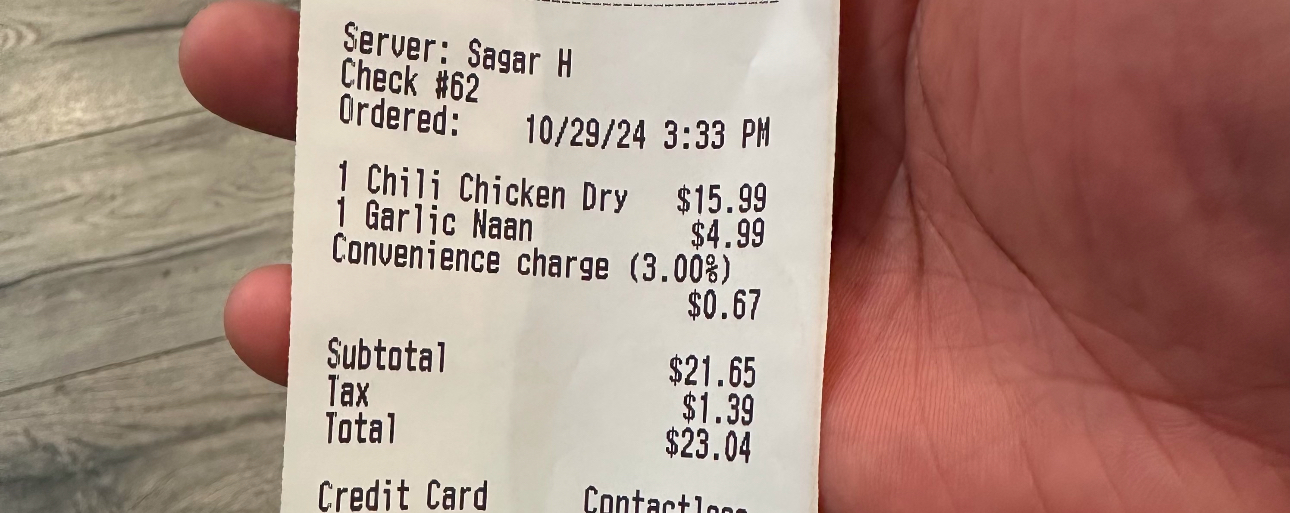 Server: Sagar H
Check #62
Ordered: 10/29/24 3:33 PM
1 Chili Chicken Dry $15.99
1 Garlic Naan $4.99
Convenience charge (3.00%)
$0.67
Subtotal $21.65
Tax $1.39
Total $23.04
Credit Card